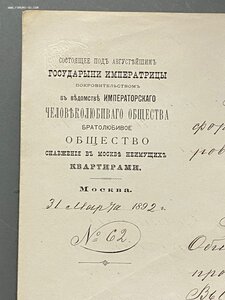 СОСТОЯЩЕЕ ПОДЪ АВГУСТѢЙШИМЪ
ГОСУДАРЫНИ ИМПЕРАТРИЦЫ
ПОКРОВИТЕЛЬСТВОМЪ
въ вѣдомствѣ ИМПЕРАТОРСКАГО
ЧЕЛОВѢКОЛЮБИВАГО ОБЩЕСТВА
БРАТОЛЮБИВОЕ
ОБЩЕСТВО
СНАБЖЕНІЯ ВЪ МОСКВѢ НЕИМУЩИХЪ
КВАРТИРАМИ.
Москва.
31 Марта 1892 г.
№ 62.